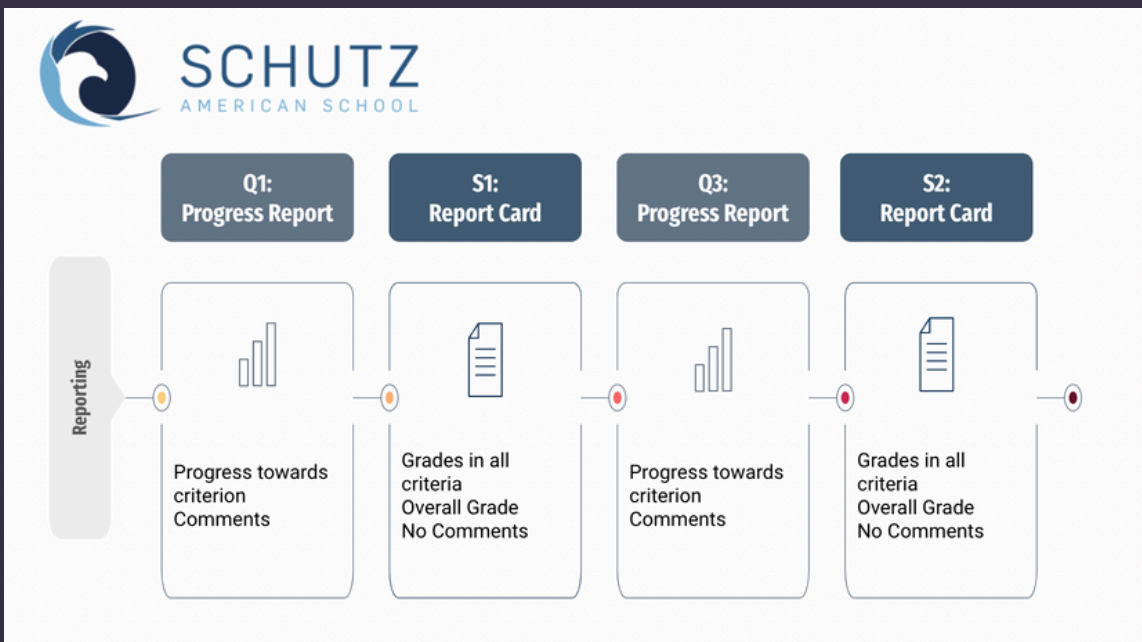 SCHUTZ
AMERICAN SCHOOL
Q1:
Progress Report
S1:
Report Card
Q3:
Progress Report
S2:
Report Card
Reporting
Progress towards
criterion
Comments
Grades in all
criteria
Overall Grade
No Comments
Progress towards
criterion
Comments
Grades in all
criteria
Overall Grade
No Comments